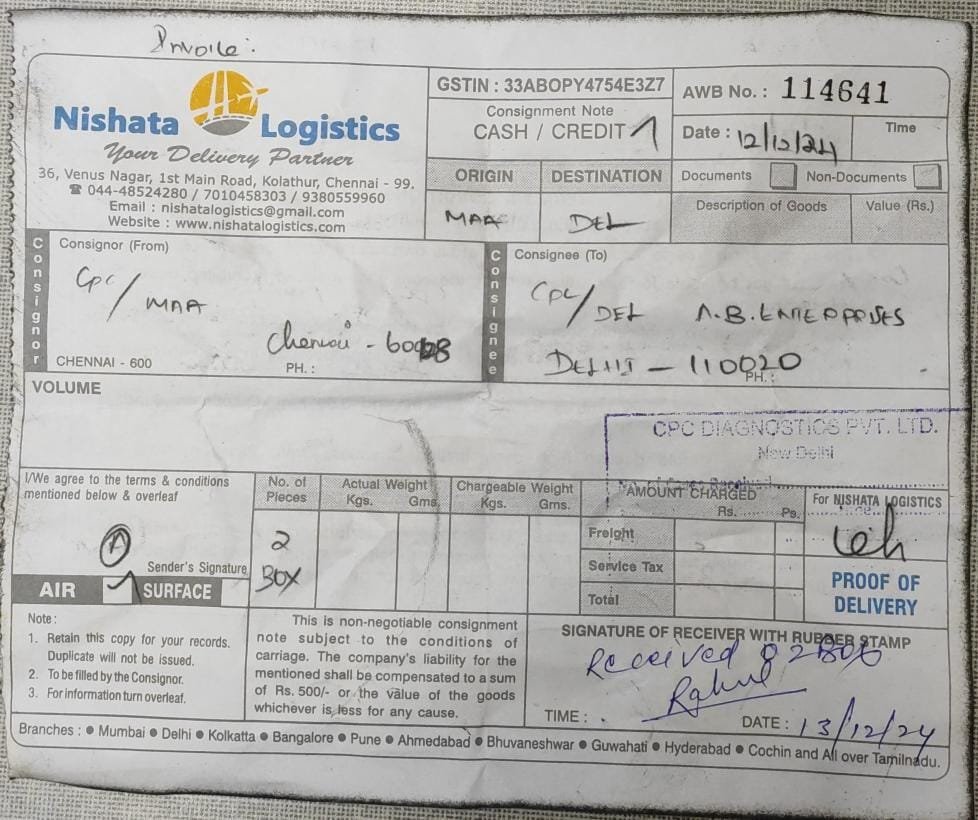 Invoice:
Nishata Logistics
Your Delivery Partner
36, Venus Nagar, 1st Main Road, Kolathur, Chennai - 99.
☎ 044-48524280 / 7010458303 / 9380559960
Email : nishatalogistics@gmail.com
Website : www.nishatalogistics.com
GSTIN : 33ABOPY4754E3Z7
Consignment Note
CASH / CREDIT
AWB No. : 114641
Date : 12/12/24
Time
ORIGIN DESTINATION
MAA DEL
Documents Non-Documents
Description of Goods Value (Rs.)
Consignor
Consignor (From)
CPC / MAA
Chennai -
CHENNAI - 600 PH. :
Consignee
Consignee (To)
CPC / DEL A.B. ENTERPRISES
DELHI - 110020
PH. :
VOLUME
CPC DIAGNOSTICS PVT. LTD.
New Delhi
I/We agree to the terms & conditions
mentioned below & overleaf
Sender's Signature
AIR SURFACE
No. of
Pieces
2
BOX
Actual Weight
Kgs. Gms.
Chargeable Weight
Kgs. Gms.
AMOUNT CHARGED
Rs. Ps.
Freight
Service Tax
Total
For NISHATA LOGISTICS
PROOF OF
DELIVERY
Note :
1. Retain this copy for your records.
Duplicate will not be issued.
2. To be filled by the Consignor.
3. For information turn overleaf.
This is non-negotiable consignment
note subject to the conditions of
carriage. The company's liability for the
mentioned shall be compensated to a sum
of Rs. 500/- or the value of the goods
whichever is less for any cause.
SIGNATURE OF RECEIVER WITH RUBBER STAMP
Received 02 Box
Rahul
TIME : . DATE : 13/12/24
Branches : ● Mumbai ● Delhi ● Kolkatta ● Bangalore ● Pune ● Ahmedabad ● Bhuvaneshwar ● Guwahati ● Hyderabad ● Cochin and All over Tamilnadu.